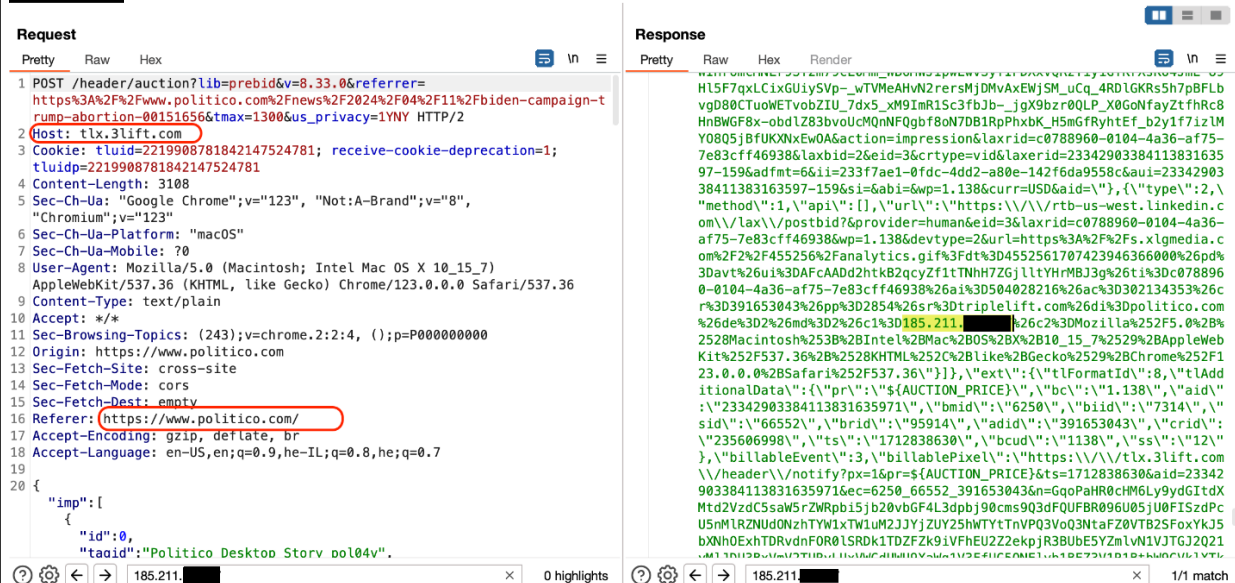 Request
Pretty Raw Hex \n
1 POST /header/auction?lib=prebid&v=8.33.0&referrer=
https%3A%2F%2Fwww.politico.com%2Fnews%2F2024%2F04%2F11%2Fbiden-campaign-t
rump-abortion-00151656&tmax=1300&us_privacy=1YNY HTTP/2
2 Host: tlx.3lift.com
3 Cookie: tluid=2219908781842147524781; receive-cookie-deprecation=1;
tluidp=2219908781842147524781
4 Content-Length: 3108
5 Sec-Ch-Ua: "Google Chrome";v="123", "Not:A-Brand";v="8",
"Chromium";v="123"
6 Sec-Ch-Ua-Platform: "macOS"
7 Sec-Ch-Ua-Mobile: ?0
8 User-Agent: Mozilla/5.0 (Macintosh; Intel Mac OS X 10_15_7)
AppleWebKit/537.36 (KHTML, like Gecko) Chrome/123.0.0.0 Safari/537.36
9 Content-Type: text/plain
10 Accept: */*
11 Sec-Browsing-Topics: (243);v=chrome.2:2:4, ();p=P000000000
12 Origin: https://www.politico.com
13 Sec-Fetch-Site: cross-site
14 Sec-Fetch-Mode: cors
15 Sec-Fetch-Dest: empty
16 Referer: https://www.politico.com/
17 Accept-Encoding: gzip, deflate, br
18 Accept-Language: en-US,en;q=0.9,he-IL;q=0.8,he;q=0.7
19
20 {
"imp":[
{
"id":0,
"tagid":"Politico_Desktop_Story_pol04v",
185.211.
0 highlights
Response
Pretty Raw Hex Render \n
Hl5F7qxLCixGUiySVp-_wTVMeAHvN2rersMjDMvAxEWjSM_uCq_4RDlGKRs5h7pBFLb
vgD80CTuoWETvobZIU_7dx5_xM9ImR1Sc3fbJb-_jgX9bzr0QLP_X0GoNfayZtfhRc8
HnBWGF8x-obdlZ83bvoUcMQnNFQgbf8oN7DB1RpPhxbK_H5mGfRyhtEf_b2y1f7izlM
YO8Q5jBfUKXNxEwOA&action=impression&laxrid=c0788960-0104-4a36-af75-
7e83cff46938&laxbid=2&eid=3&crtype=vid&laxerid=23342903384113831635
97-159&adfmt=6&ii=233f7ae1-0fdc-4dd2-a80e-142f6da9558c&aui=23342903
384113831635​97-159&si=&abi=&wp=1.138&curr=USD&aid=\"},{\"type\":2,\"
method\":1,\"api\":[],\"url\":\"https:\/\/rtb-us-west.linkedin.c
om\\/lax\\/postbid?&provider=human&eid=3&laxrid=c0788960-0104-4a36-
af75-7e83cff46938&wp=1.138&devtype=2&url=https%3A%2F%2Fs.xlgmedia.c
om%2F2%2F455256%2Fanalytics.gif%3Fdt%3D4552561707423946366000%26pd%
3Davt%26ui%3DAFcAADd2htkB2qcyZf1tTNhH7ZGjlltYHrMBJ3g%26ti%3Dc078896
0-0104-4a36-af75-7e83cff46938%26ai%3D504028216%26ac%3D302134353%26c
r%3D391653043%26pp%3D2854%26sr%3Dtriplelift.com%26di%3Dpolitico.com
%26de%3D2%26md%3D2%26c1%3D185.211. %26c2%3DMozilla%252F5.0%2B%
2528Macintosh%253B%2BIntel%2BMac%2BOS%2BX%2B10_15_7%2529%2BAppleWeb
Kit%252F537.36%2B%2528KHTML%252C%2Blike%2BGecko%2529%2BChrome%252F1
23.0.0.0%2BSafari%252F537.36\"}]},\"ext\":{\"tlFormatId\":8,\"tlAdd
itionalData\":{\"pr\":\"${AUCTION_PRICE}\",\"bc\":\"1.138\",\"aid\"
:\"23342903384113831635971\",\"bmid\":\"6250\",\"biid\":\"7314\",\"
sid\":\"66552\",\"brid\":\"95914\",\"adid\":\"391653043\",\"crid\":
\"235606998\",\"ts\":\"1712838630\",\"bcud\":\"1138\",\"ss\":\"12\"
},\"billableEvent\":3,\"billablePixel\":\"https:\\/\\/tlx.3lift.com
\\/header\\/notify?px=1&pr=${AUCTION_PRICE}&ts=1712838630&aid=23342
903384113831635971&ec=6250_66552_391653043&n=GqoPaHR0cHM6Ly9ydGItdX
Mtd2VzdC5saW5rZWRpbi5jb20vbGF4L3dpbj90cms9Q3dFQUFBR096U05jU0FISzdPc
U5nMlRZNUdONzhTYW1xTW1uM2JJYjZUY25hWTYtTnVPQ3VoQ3NtaFZ0VTB2SFoxYkJ5
185.211.
1/1 match